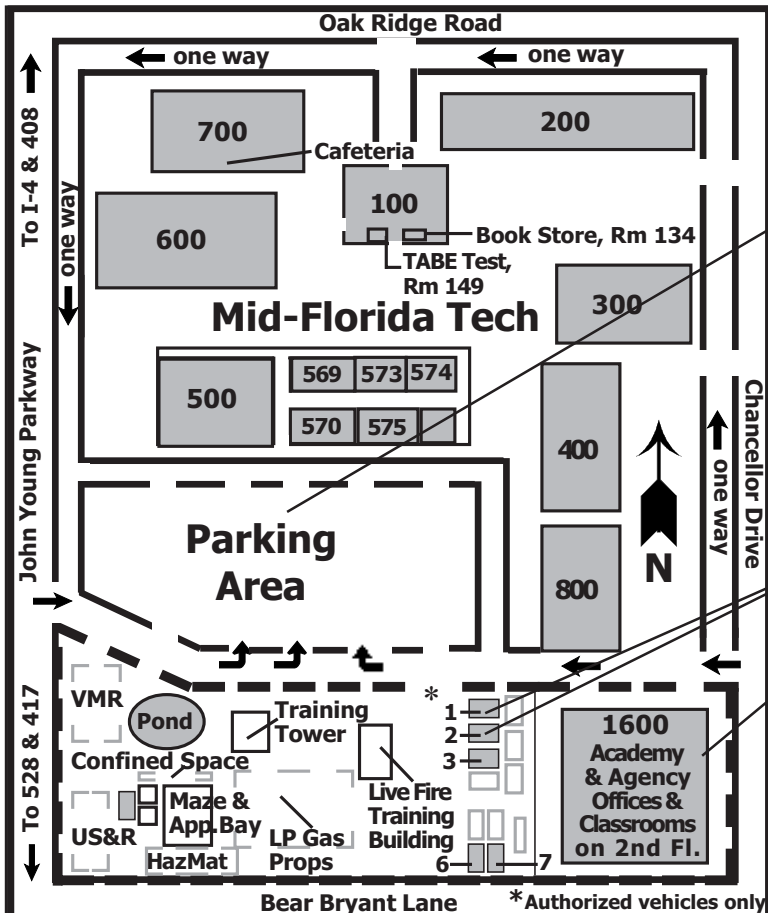 Oak Ridge Road
one way
one way
To I-4 & 408
one way
700
200
Cafeteria
100
600
Book Store, Rm 134
TABE Test,
Rm 149
300
Mid-Florida Tech
569 573 574
500
570 575
400
John Young Parkway
Chancellor Drive
one way
Parking
Area
N
800
VMR
Pond
Training
Tower
*
1
2
3
1600
Academy
& Agency
Offices &
Classrooms
on 2nd Fl.
Confined Space
To 528 & 417
US&R
Maze &
App.Bay
HazMat
LP Gas
Props
Live Fire
Training
Building
6
7
Bear Bryant Lane
*Authorized vehicles only